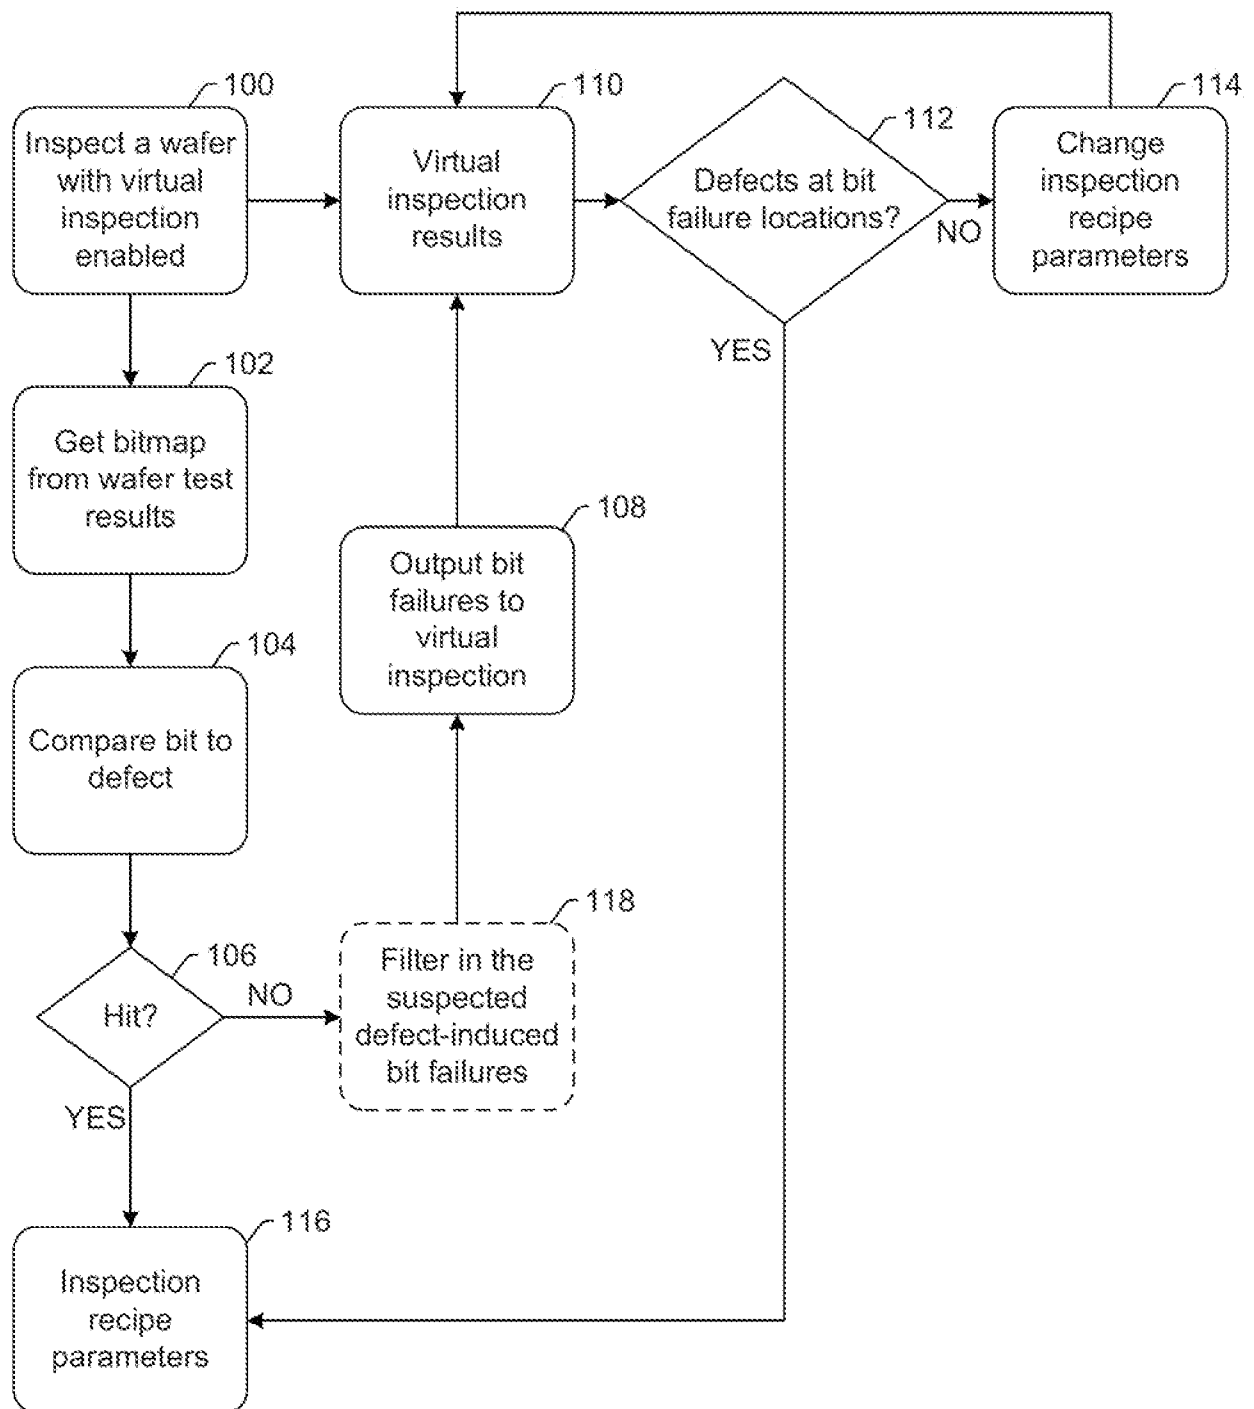 100
Inspect a wafer
with virtual
inspection
enabled
110
Virtual
inspection
results
112
Defects at bit
failure locations?
NO
YES
114
Change
inspection
recipe
parameters
102
Get bitmap
from wafer test
results
108
Output bit
failures to
virtual
inspection
104
Compare bit to
defect
106
Hit?
NO
YES
118
Filter in the
suspected
defect-induced
bit failures
116
Inspection
recipe
parameters